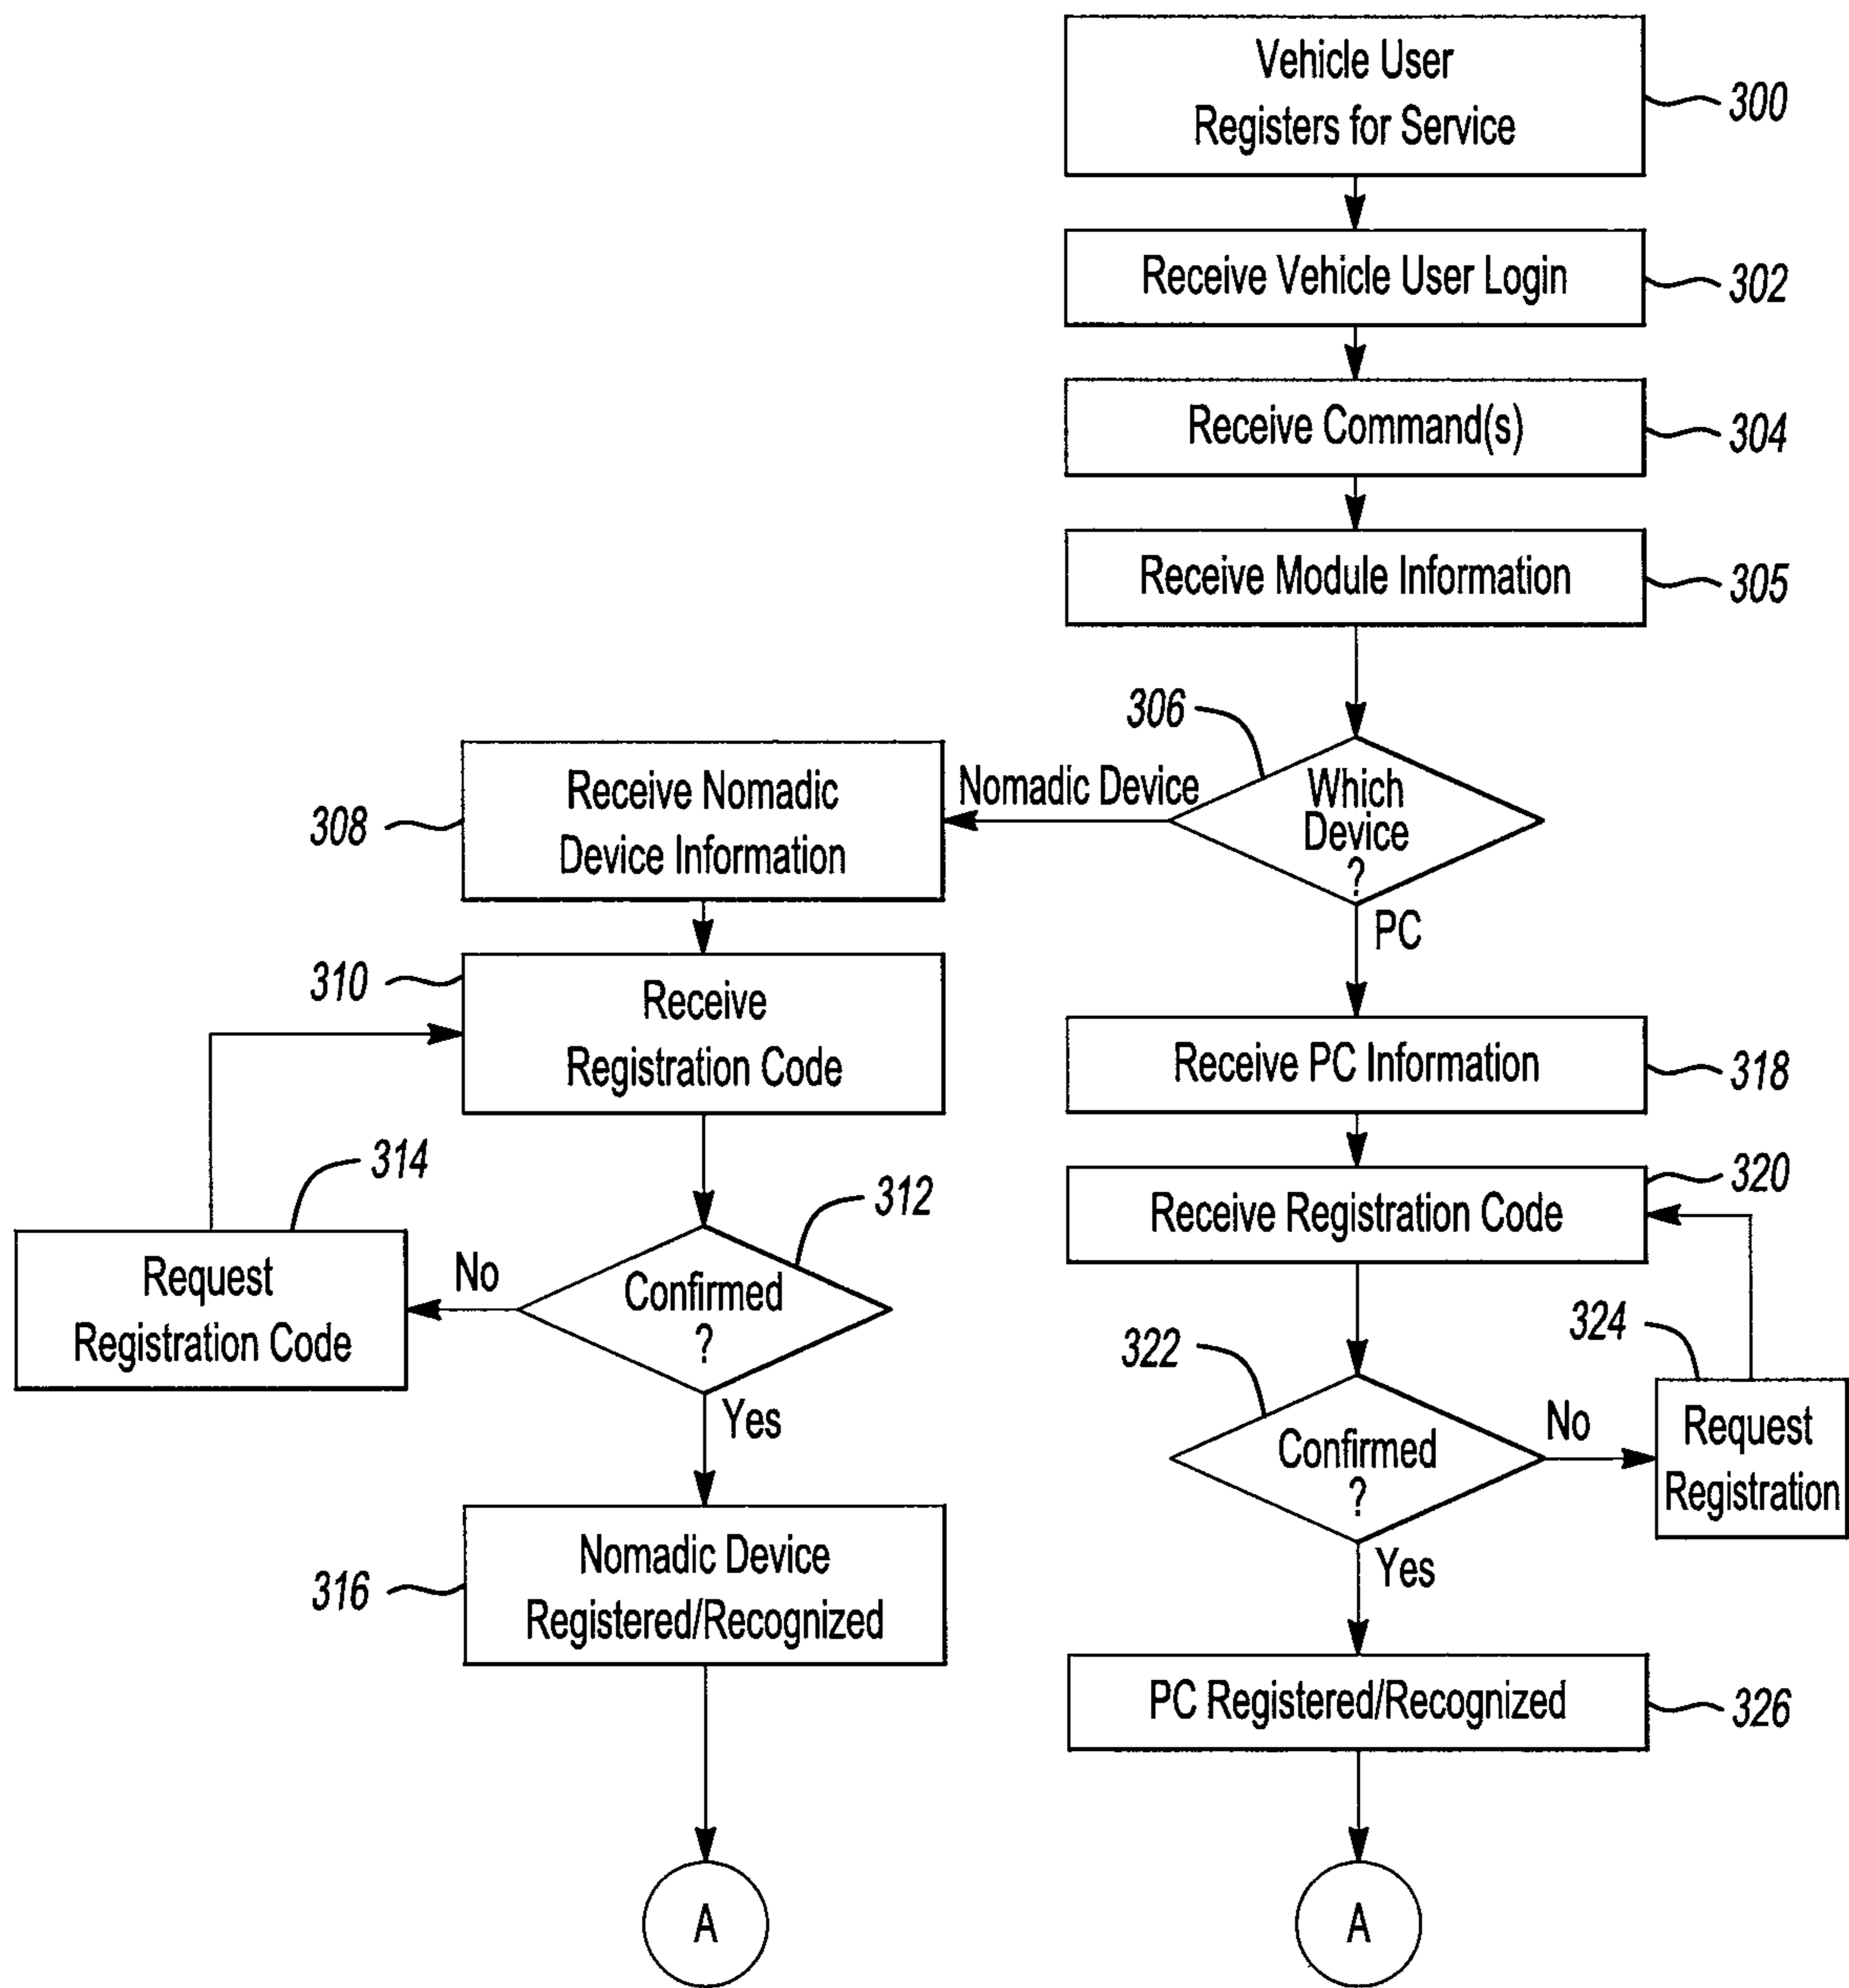 Vehicle User
Registers for Service
300
Receive Vehicle User Login
302
Receive Command(s)
304
Receive Module Information
305
306
Which
Device
?
Nomadic Device
PC
308
Receive Nomadic
Device Information
310
Receive
Registration Code
312
Confirmed
?
No
314
Request
Registration Code
Yes
316
Nomadic Device
Registered/Recognized
A
Receive PC Information
318
Receive Registration Code
320
322
Confirmed
?
No
324
Request
Registration
Yes
PC Registered/Recognized
326
A